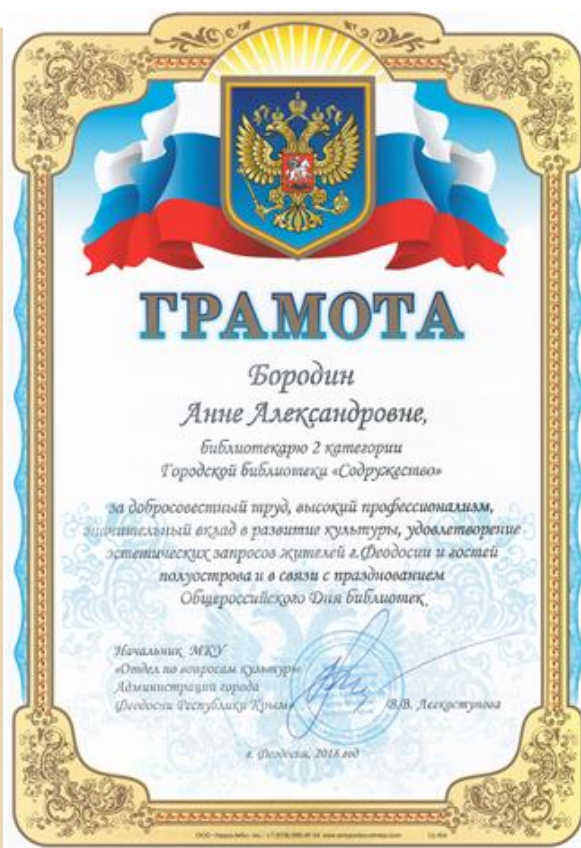 ГРАМОТА
Бородин
Анне Александровне,
библиотекарю 2 категории
Городской библиотеки «Содружество»
за добросовестный труд, высокий профессионализм,
значительный вклад в развитие культуры, удовлетворение
эстетических запросов жителей г.Феодосии и гостей
полуострова и в связи с празднованием
Общероссийского Дня библиотек
Начальник МКУ
«Отдел по вопросам культуры
Администрации города
Феодосии Республики Крым»
В.В. Легкоступова
г. Феодосия, 2018 год